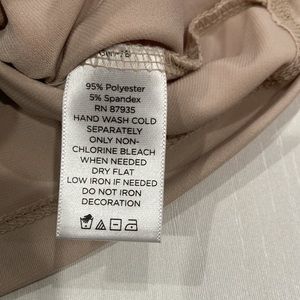 95% Polyester
5% Spandex
RN 87935
HAND WASH COLD
SEPARATELY
ONLY NON-
CHLORINE BLEACH
WHEN NEEDED
DRY FLAT
LOW IRON IF NEEDED
DO NOT IRON
DECORATION